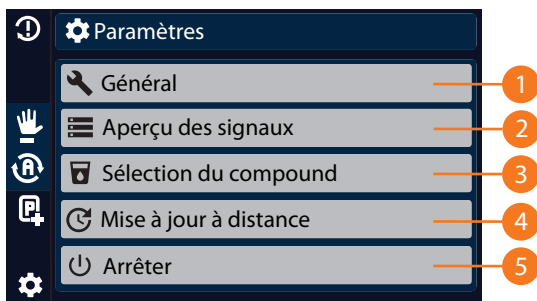 Paramètres
Général 1
Aperçu des signaux 2
Sélection du compound 3
A
Mise à jour à distance 4
P
Arrêter 5